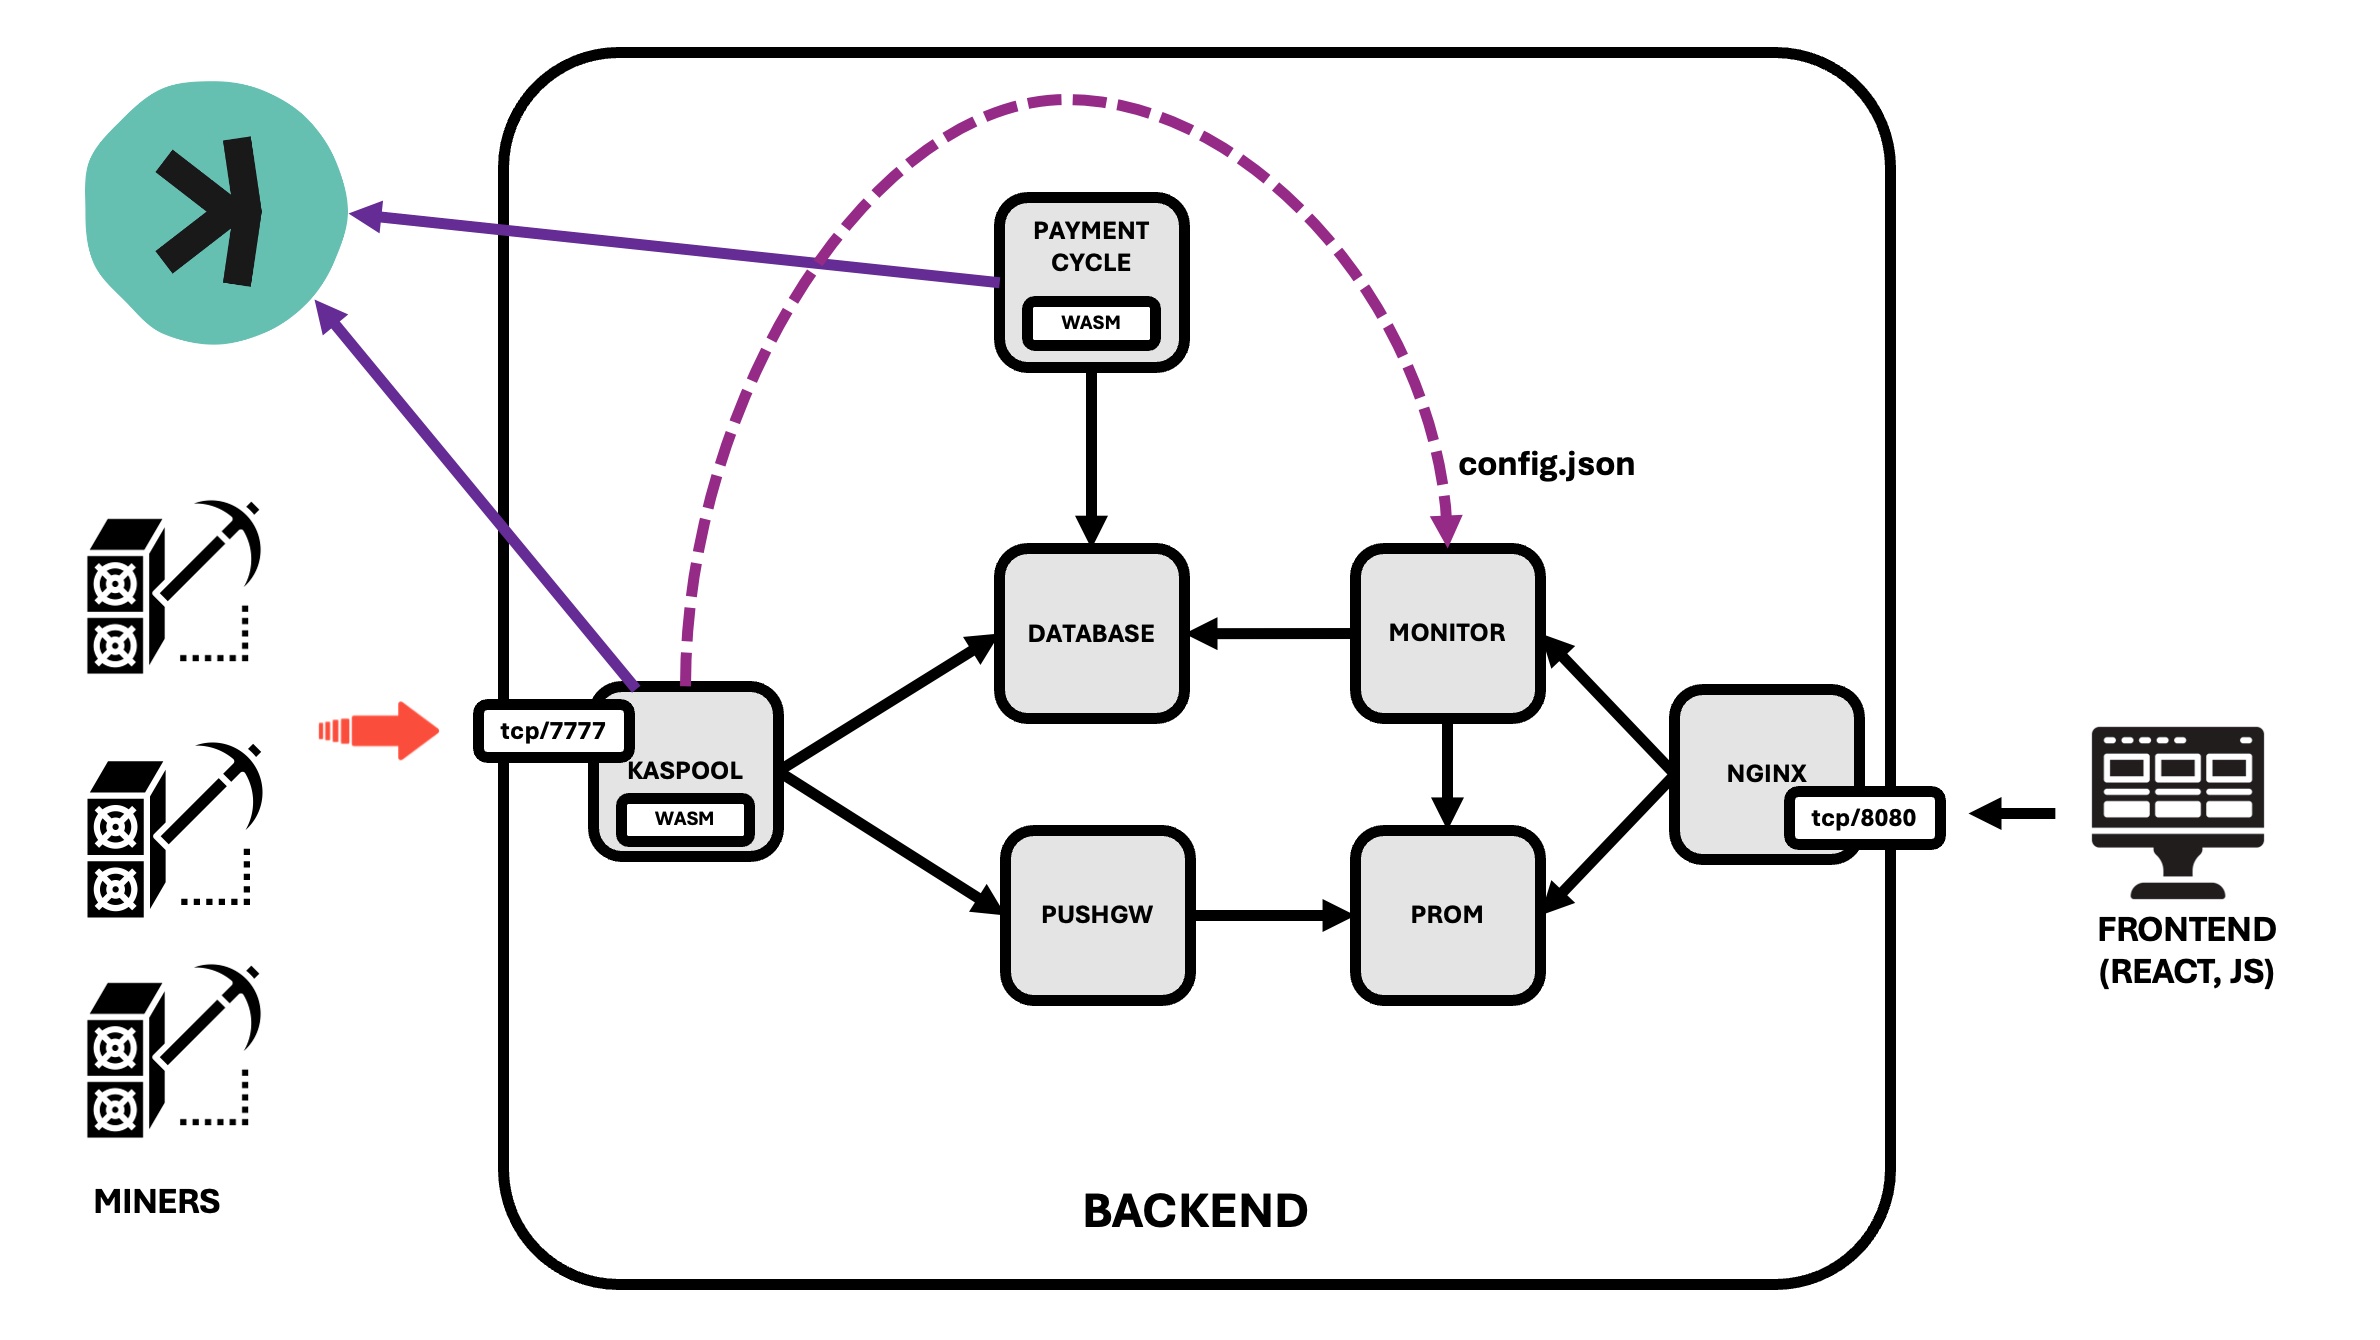 PAYMENT
CYCLE
WASM
config.json
DATABASE
MONITOR
tcp/7777
KASPOOL
WASM
NGINX
tcp/8080
PUSHGW
PROM
FRONTEND
(REACT, JS)
MINERS
BACKEND